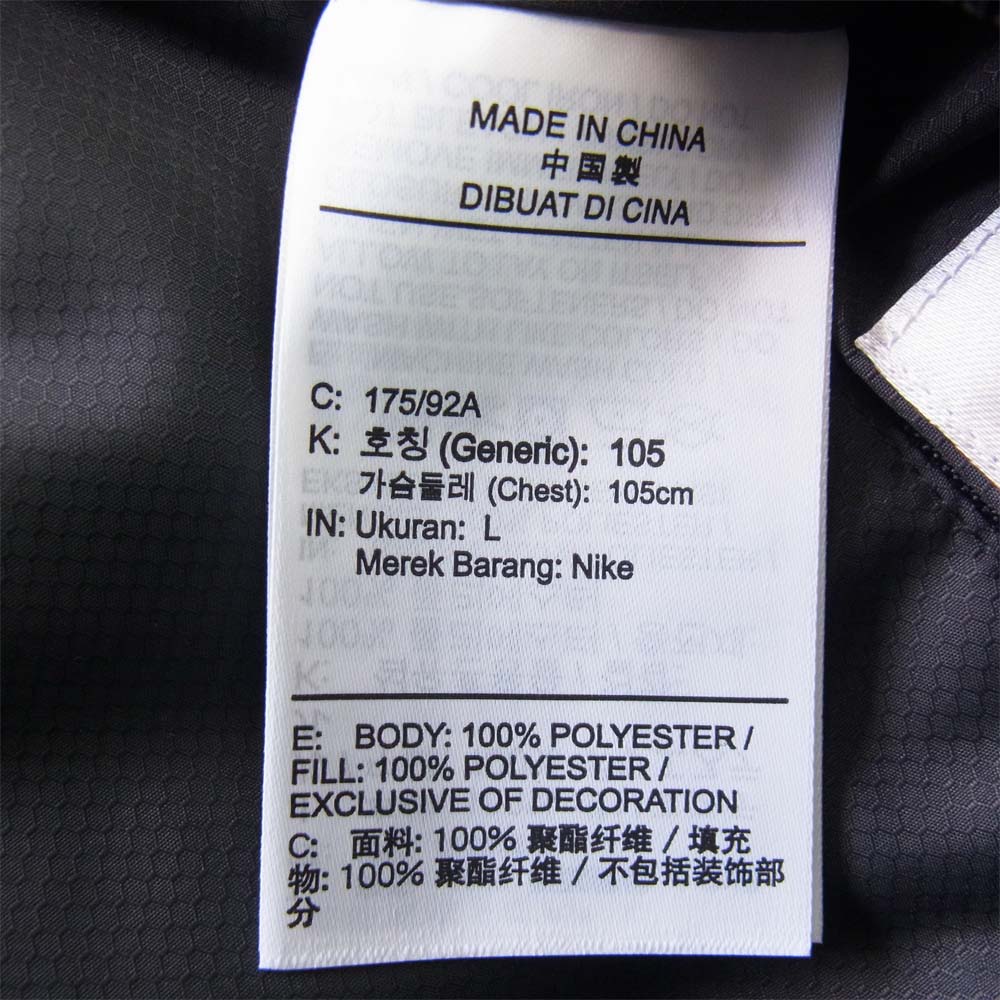 MADE IN CHINA
中国製
DIBUAT DI CINA
C: 175/92A
K: 호칭 (Generic): 105
가슴둘레 (Chest): 105cm
IN: Ukuran: L
Merek Barang: Nike
E: BODY: 100% POLYESTER /
FILL: 100% POLYESTER /
EXCLUSIVE OF DECORATION
C: 面料: 100% 聚酯纤维 / 填充
物: 100% 聚酯纤维 / 不包括装饰部
分